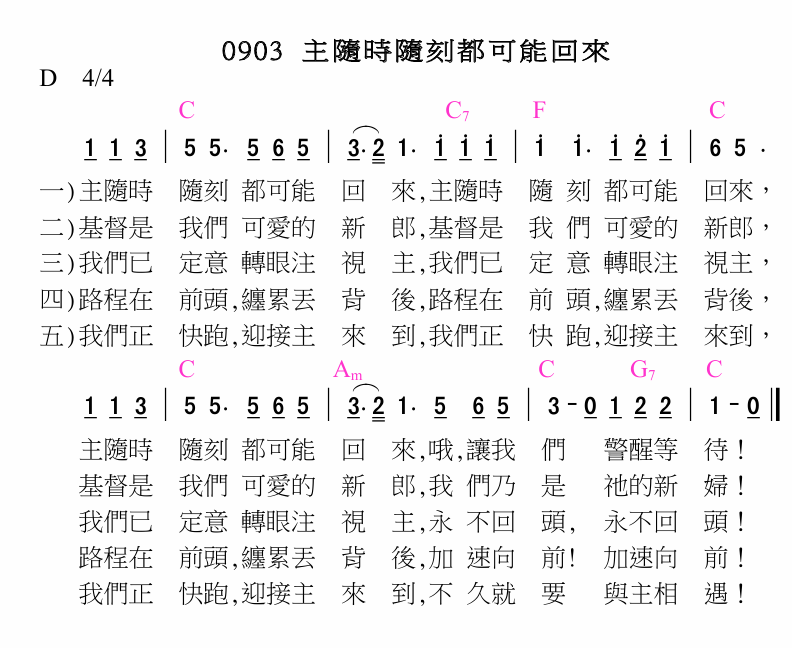 0903 主隨時隨刻都可能回來
D 4/4
C C7 F C
1 1 3 | 5 5. 5 6 5 | 3. 2 1. i i i | i i. i 2 i | 6 5 .
一)主隨時 隨刻 都可能 回 來,主隨時 隨 刻 都可能 回來,
二)基督是 我們 可愛的 新 郎,基督是 我 們 可愛的 新郎,
三)我們已 定意 轉眼注 視 主,我們已 定 意 轉眼注 視主,
四)路程在 前頭,纏累丟 背 後,路程在 前 頭,纏累丟 背後,
五)我們正 快跑,迎接主 來 到,我們正 快 跑,迎接主 來到,
C Am C G7 C
1 1 3 | 5 5. 5 6 5 | 3. 2 1. 5 6 5 | 3 - 0 1 2 2 | 1 - 0 ‖
主隨時 隨刻 都可能 回 來,哦,讓我 們 警醒等 待!
基督是 我們 可愛的 新 郎,我 們乃 是 祂的新 婦!
我們已 定意 轉眼注 視 主,永 不回 頭, 永不回 頭!
路程在 前頭,纏累丟 背 後,加 速向 前! 加速向 前!
我們正 快跑,迎接主 來 到,不 久就 要 與主相 遇!